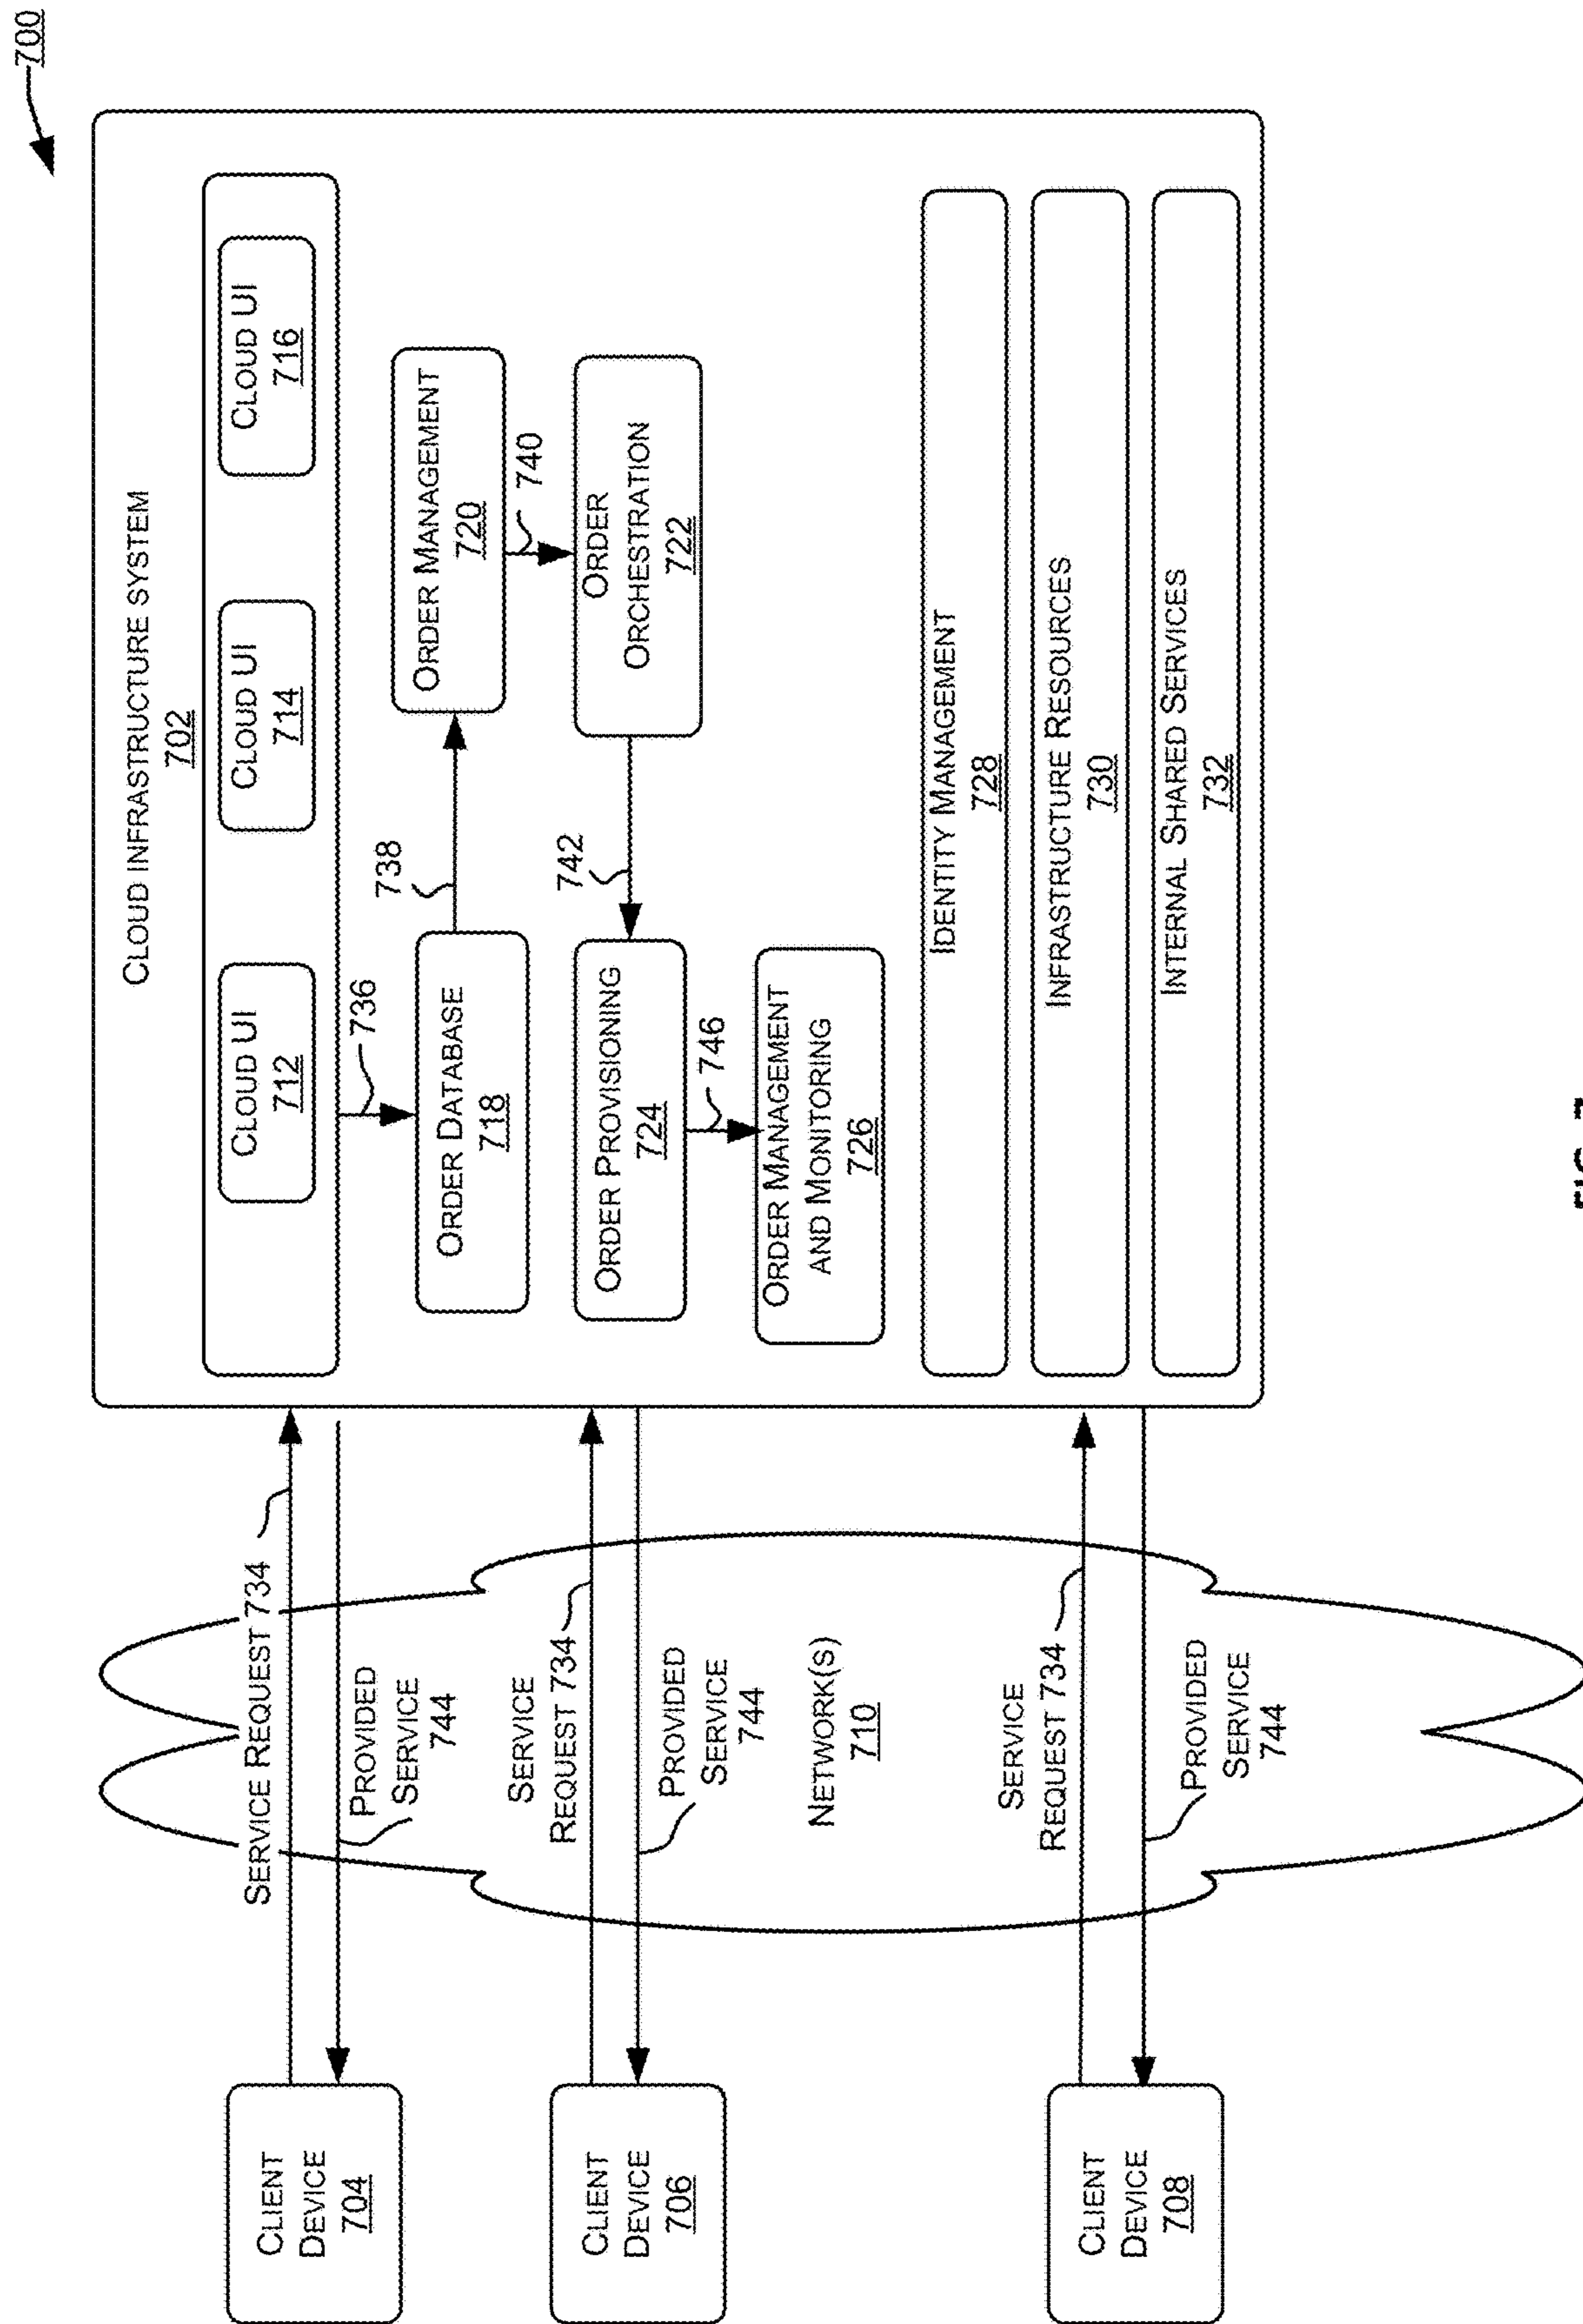 700
CLOUD INFRASTRUCTURE SYSTEM
702
CLOUD UI
712
CLOUD UI
714
CLOUD UI
716
736
ORDER DATABASE
718
738
ORDER MANAGEMENT
720
740
ORDER
ORCHESTRATION
722
742
ORDER PROVISIONING
724
746
ORDER MANAGEMENT
AND MONITORING
726
IDENTITY MANAGEMENT
728
INFRASTRUCTURE RESOURCES
730
INTERNAL SHARED SERVICES
732
SERVICE REQUEST 734
PROVIDED
SERVICE
744
SERVICE
REQUEST 734
PROVIDED
SERVICE
744
NETWORK(S)
710
SERVICE
REQUEST 734
PROVIDED
SERVICE
744
CLIENT
DEVICE
704
CLIENT
DEVICE
706
CLIENT
DEVICE
708